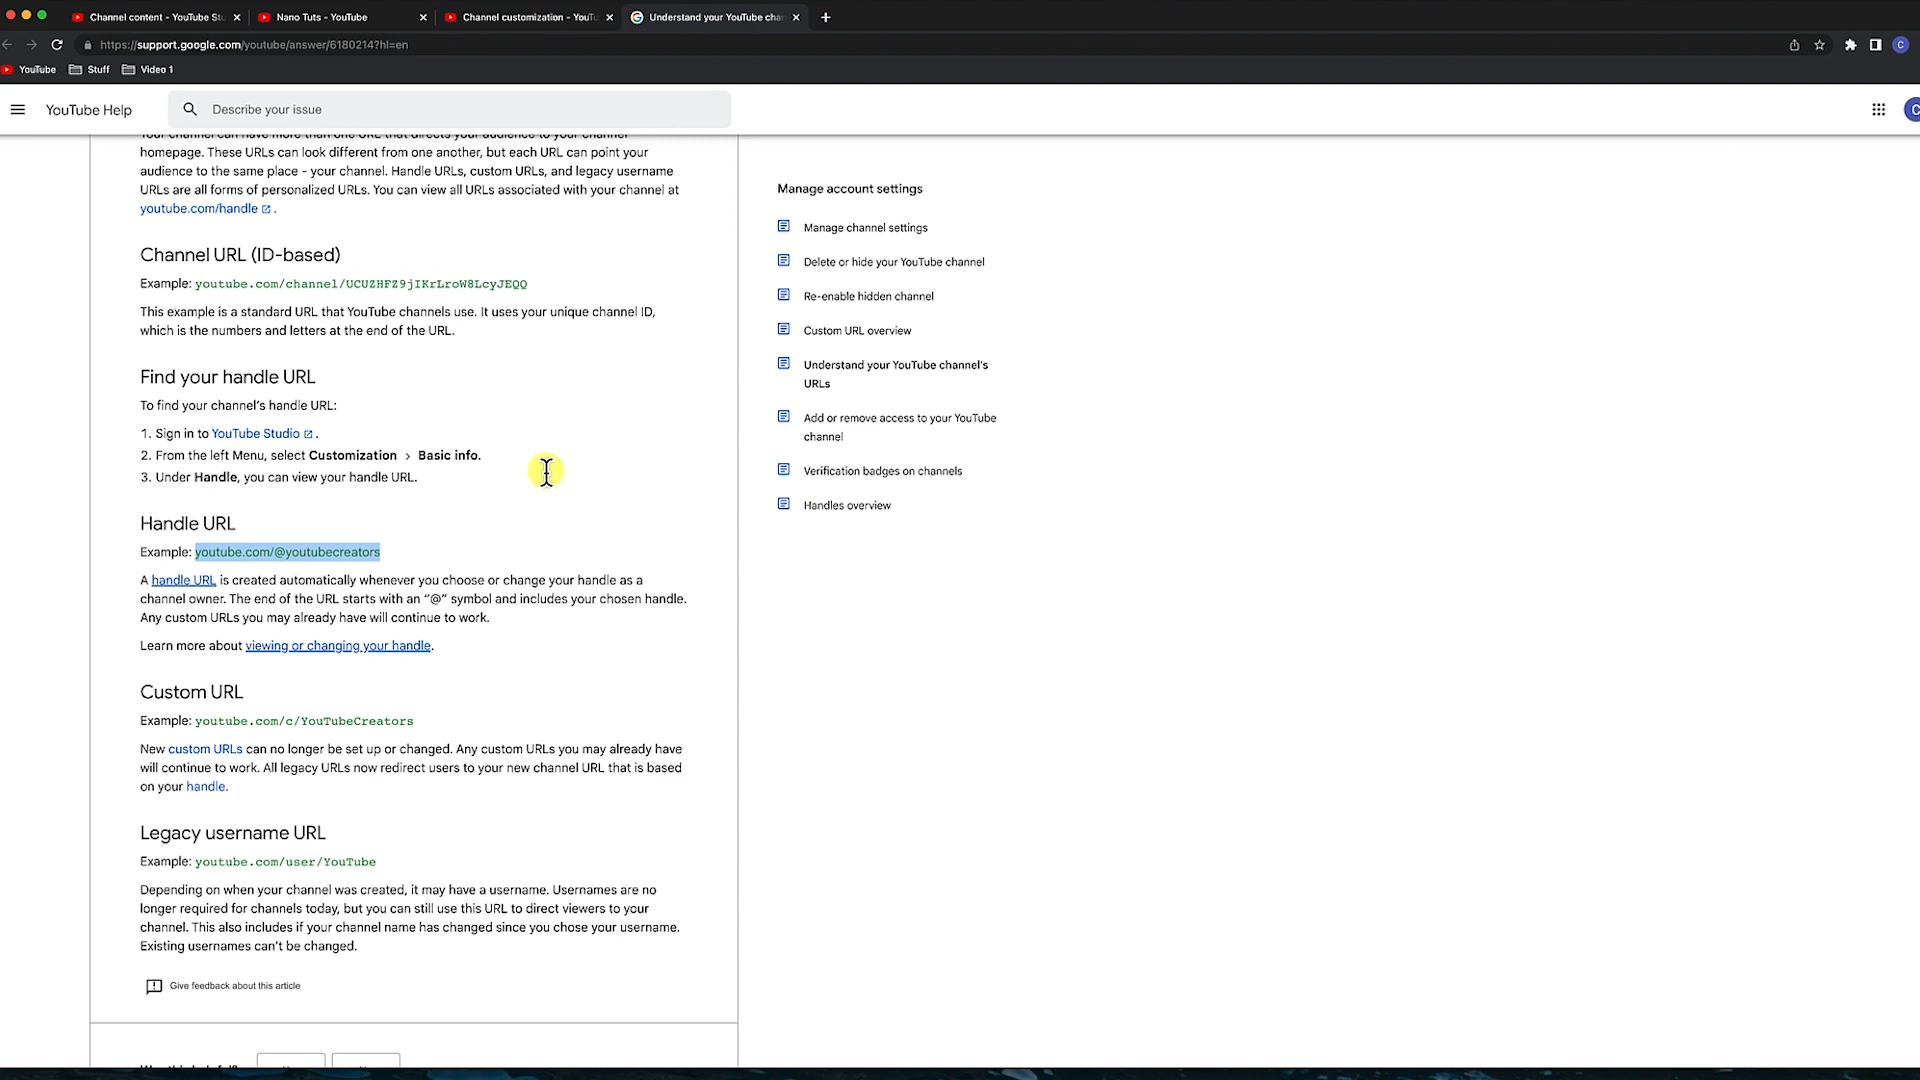 Channel content - YouTube Stu
Nano Tuts - YouTube
Channel customization - YouTu
Understand your YouTube chan
https://support.google.com/youtube/answer/6180214?hl=en
YouTube
Stuff
Video 1
C
YouTube Help
Describe your issue
C
Your channel can have more than one URL that directs your audience to your channel
homepage. These URLs can look different from one another, but each URL can point your
audience to the same place - your channel. Handle URLs, custom URLs, and legacy username
URLs are all forms of personalized URLs. You can view all URLs associated with your channel at
youtube.com/handle .
Channel URL (ID-based)
Example: youtube.com/channel/UCUZHFZ9jIKrLroW8LcyJEQQ
This example is a standard URL that YouTube channels use. It uses your unique channel ID,
which is the numbers and letters at the end of the URL.
Find your handle URL
To find your channel's handle URL:
1. Sign in to YouTube Studio .
2. From the left Menu, select Customization > Basic info.
3. Under Handle, you can view your handle URL.
Handle URL
Example: youtube.com/@youtubecreators
A handle URL is created automatically whenever you choose or change your handle as a
channel owner. The end of the URL starts with an “@” symbol and includes your chosen handle.
Any custom URLs you may already have will continue to work.
Learn more about viewing or changing your handle.
Custom URL
Example: youtube.com/c/YouTubeCreators
New custom URLs can no longer be set up or changed. Any custom URLs you may already have
will continue to work. All legacy URLs now redirect users to your new channel URL that is based
on your handle.
Legacy username URL
Example: youtube.com/user/YouTube
Depending on when your channel was created, it may have a username. Usernames are no
longer required for channels today, but you can still use this URL to direct viewers to your
channel. This also includes if your channel name has changed since you chose your username.
Existing usernames can't be changed.
Give feedback about this article
Manage account settings
Manage channel settings
Delete or hide your YouTube channel
Re-enable hidden channel
Custom URL overview
Understand your YouTube channel's
URLs
Add or remove access to your YouTube
channel
Verification badges on channels
Handles overview